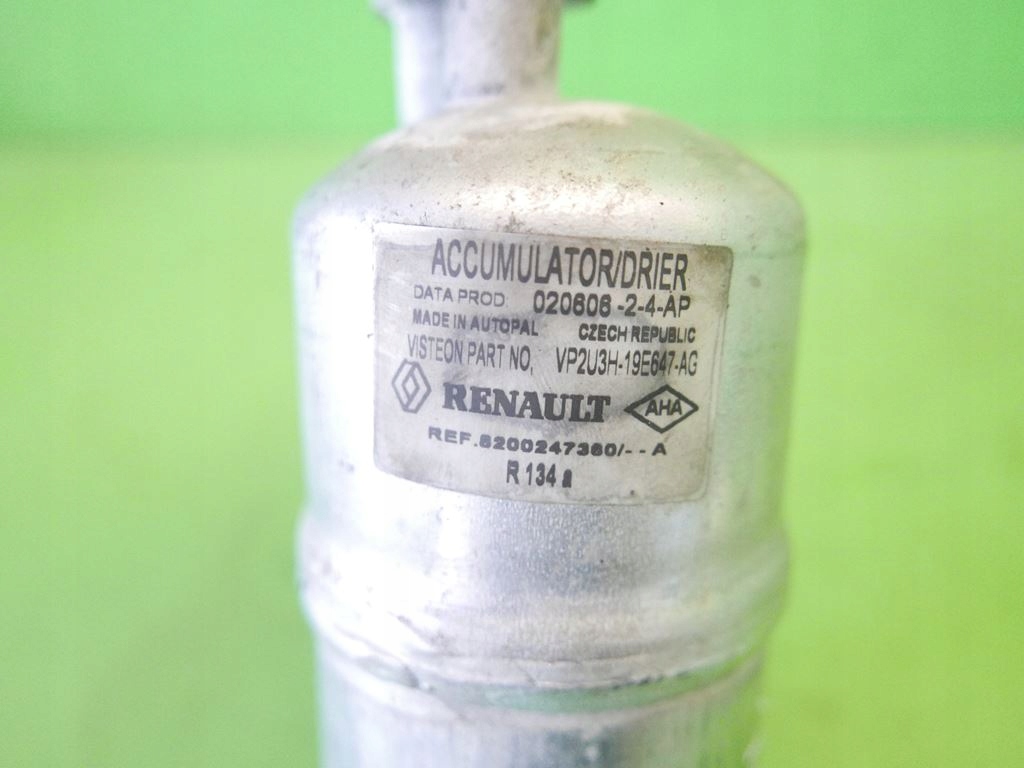 ACCUMULATOR/DRIER
DATA PROD. 020606-2-4-AP
MADE IN AUTOPAL CZECH REPUBLIC
VISTEON PART NO, VP2U3H-19E647-AG
RENAULT AHA
REF.8200247360/--A
R 134 a